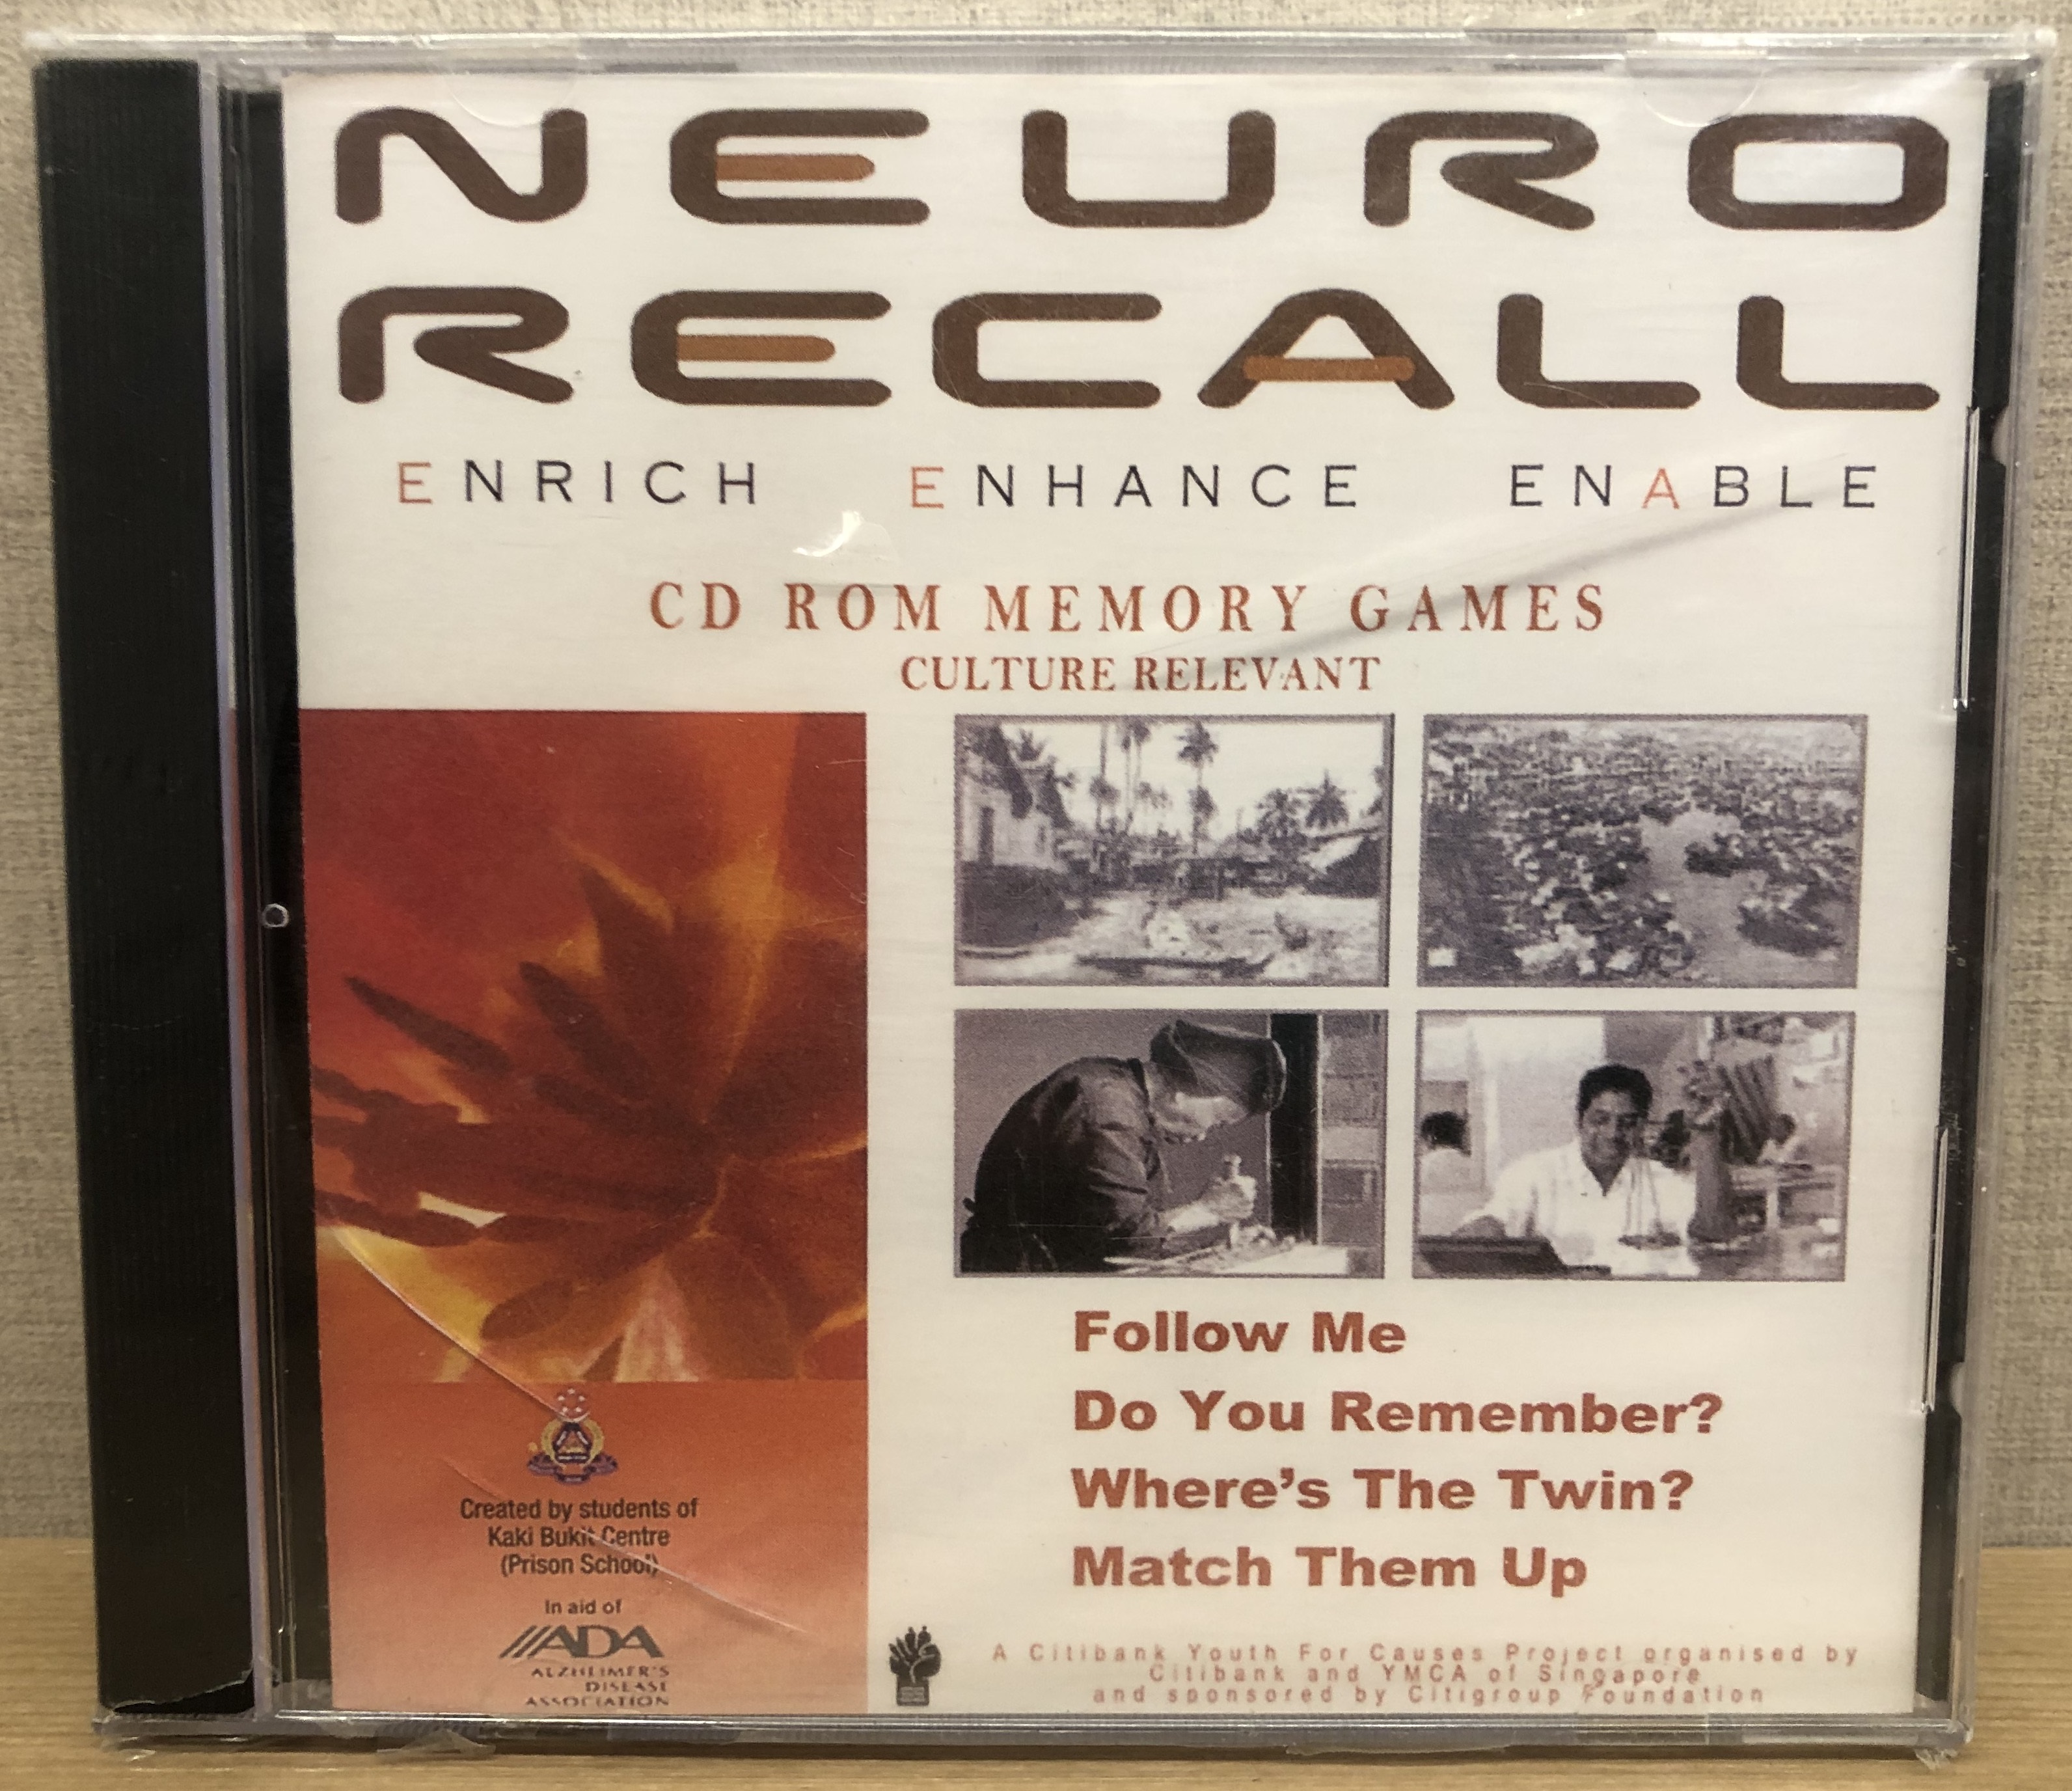 NEURO
RECALL
ENRICH ENHANCE ENABLE
CD ROM MEMORY GAMES
CULTURE RELEVANT
Follow Me
Do You Remember?
Where's The Twin?
Match Them Up
Created by students of
Kaki Bukit Centre
(Prison School)
In aid of
ADA
ALZHEIMER'S
DISEASE
ASSOCIATION
A Citibank Youth For Causes Project organised by
Citibank and YMCA of Singapore
and sponsored by Citigroup Foundation